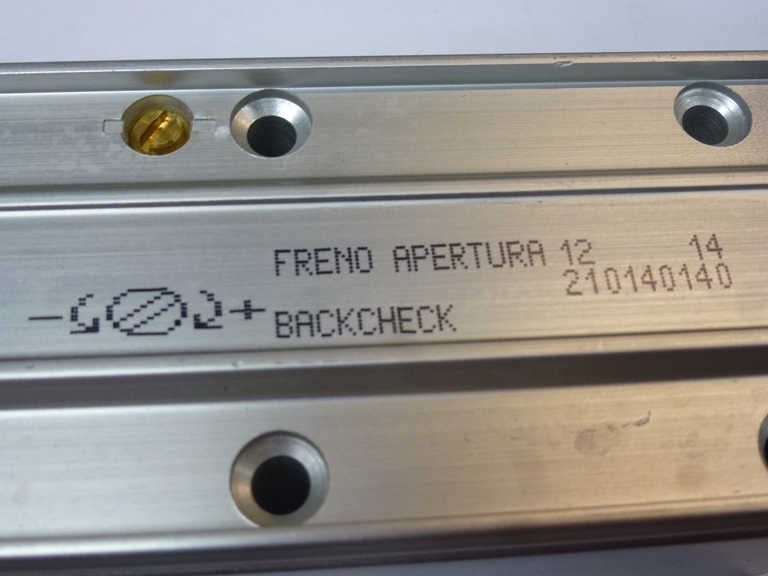 FRENO APERTURA 12 14
210140140
- + BACKCHECK